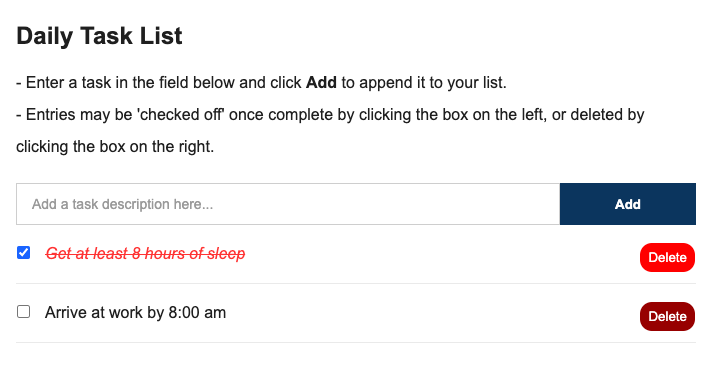 Daily Task List
- Enter a task in the field below and click Add to append it to your list.
- Entries may be 'checked off' once complete by clicking the box on the left, or deleted by
clicking the box on the right.
Add a task description here...
Add
Get at least 8 hours of sleep
Delete
Arrive at work by 8:00 am
Delete